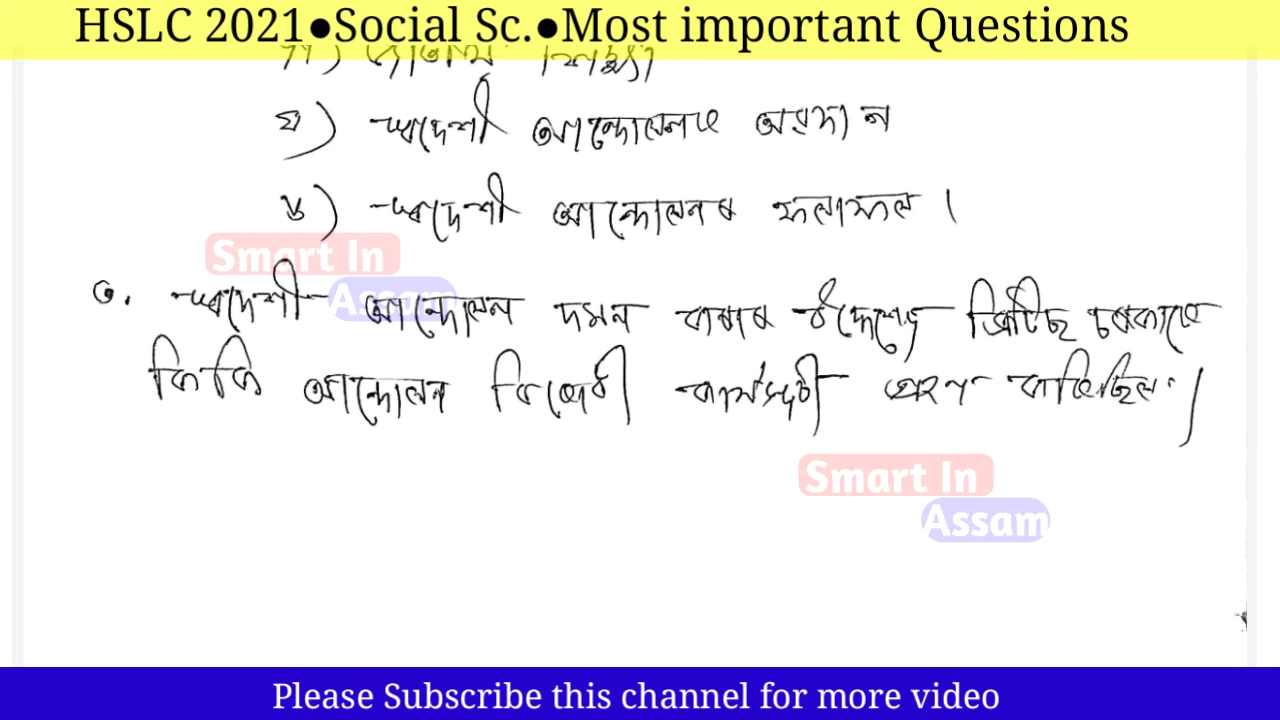 HSLC 2021●Social Sc.●Most important Questions
গ) জাতীয় শিক্ষা
ঘ) স্বদেশী আন্দোলনত অৱদান
ঙ) স্বদেশী আন্দোলনৰ ফলাফল।
Smart In
Assam
৩. স্বদেশী আন্দোলন দমন কৰাৰ উদ্দেশ্যে ব্ৰিটিছ চৰকাৰে
কি কি আন্দোলন বিৰোধী কাৰ্যসূচী গ্ৰহণ কৰিছিল।
Smart In
Assam
Please Subscribe this channel for more video